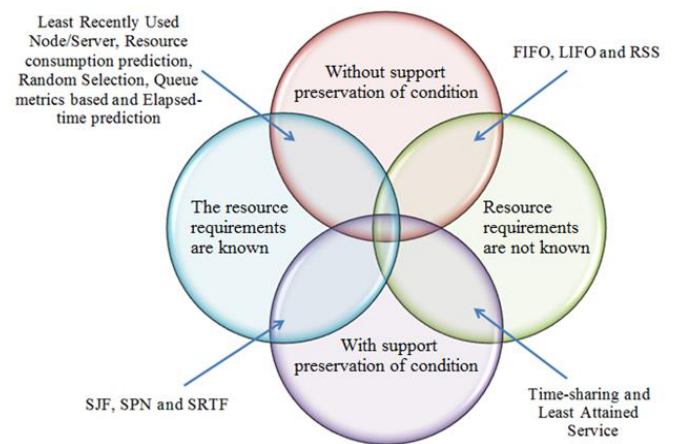 Least Recently Used
Node/Server, Resource
consumption prediction,
Random Selection, Queue
metrics based and Elapsed-
time prediction
Without support
preservation of condition
FIFO, LIFO and RSS
The resource
requirements
are known
Resource
requirements
are not known
With support
preservation of condition
SJF, SPN and SRTF
Time-sharing and
Least Attained
Service